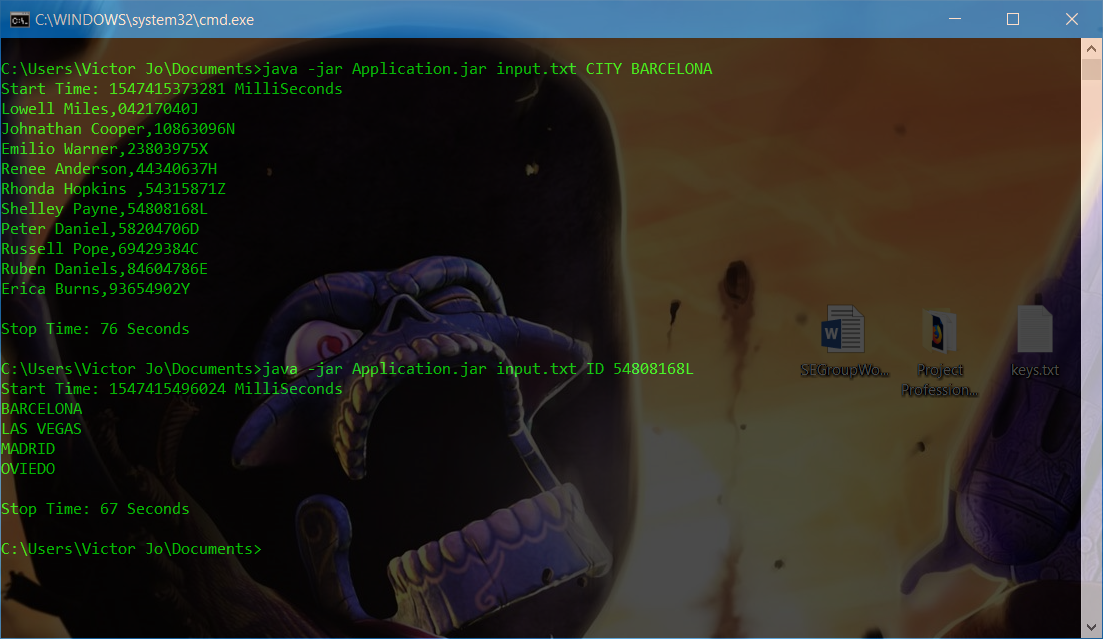 C:\WINDOWS\system32\cmd.exe
C:\Users\Victor Jo\Documents>java -jar Application.jar input.txt CITY BARCELONA
Start Time: 1547415373281 MilliSeconds
Lowell Miles,04217040J
Johnathan Cooper,10863096N
Emilio Warner,23803975X
Renee Anderson,44340637H
Rhonda Hopkins ,54315871Z
Shelley Payne,54808168L
Peter Daniel,58204706D
Russell Pope,69429384C
Ruben Daniels,84604786E
Erica Burns,93654902Y
Stop Time: 76 Seconds
C:\Users\Victor Jo\Documents>java -jar Application.jar input.txt ID 54808168L
Start Time: 1547415496024 MilliSeconds
BARCELONA
LAS VEGAS
MADRID
OVIEDO
Stop Time: 67 Seconds
C:\Users\Victor Jo\Documents>
SEGroupWo...
Project
Profession...
keys.txt